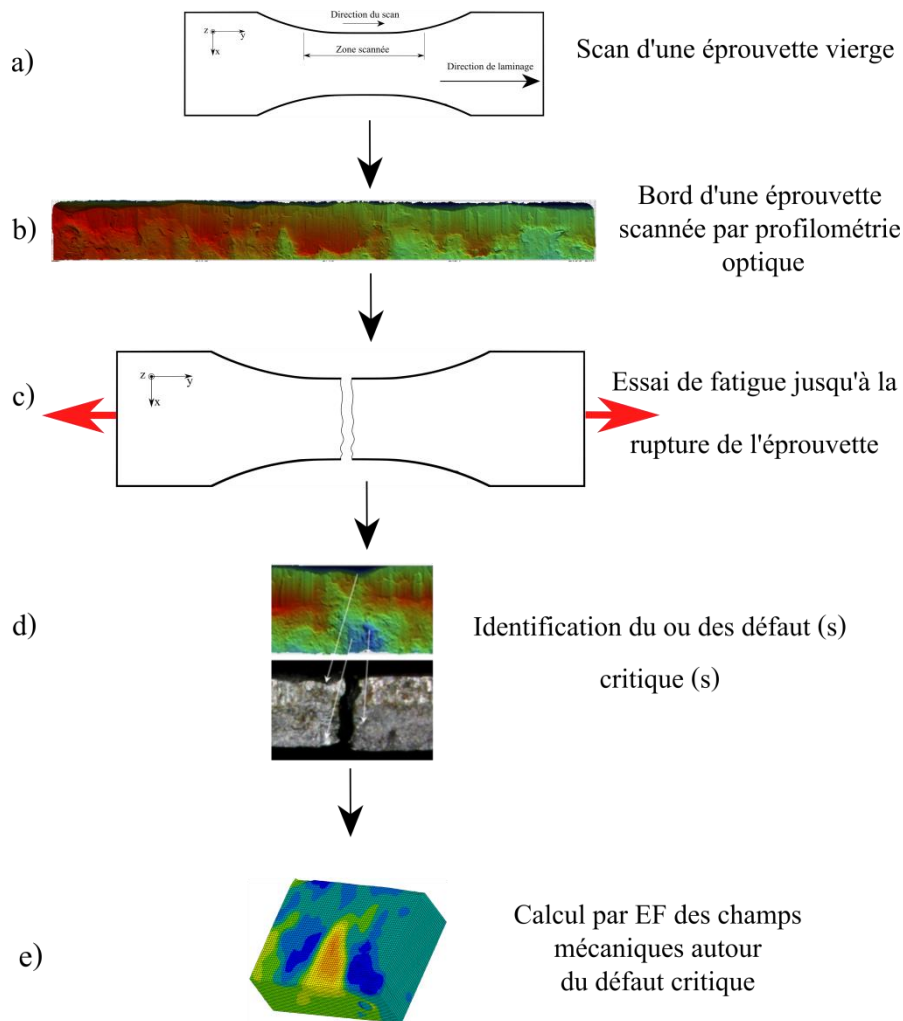 a)
z
y
x
Direction du scan
Zone scannée
Direction de laminage
Scan d'une éprouvette vierge
b)
Bord d'une éprouvette
scannée par profilométrie
optique
c)
z
y
x
Essai de fatigue jusqu'à la
rupture de l'éprouvette
d)
Identification du ou des défaut (s)
critique (s)
e)
Calcul par EF des champs
mécaniques autour
du défaut critique